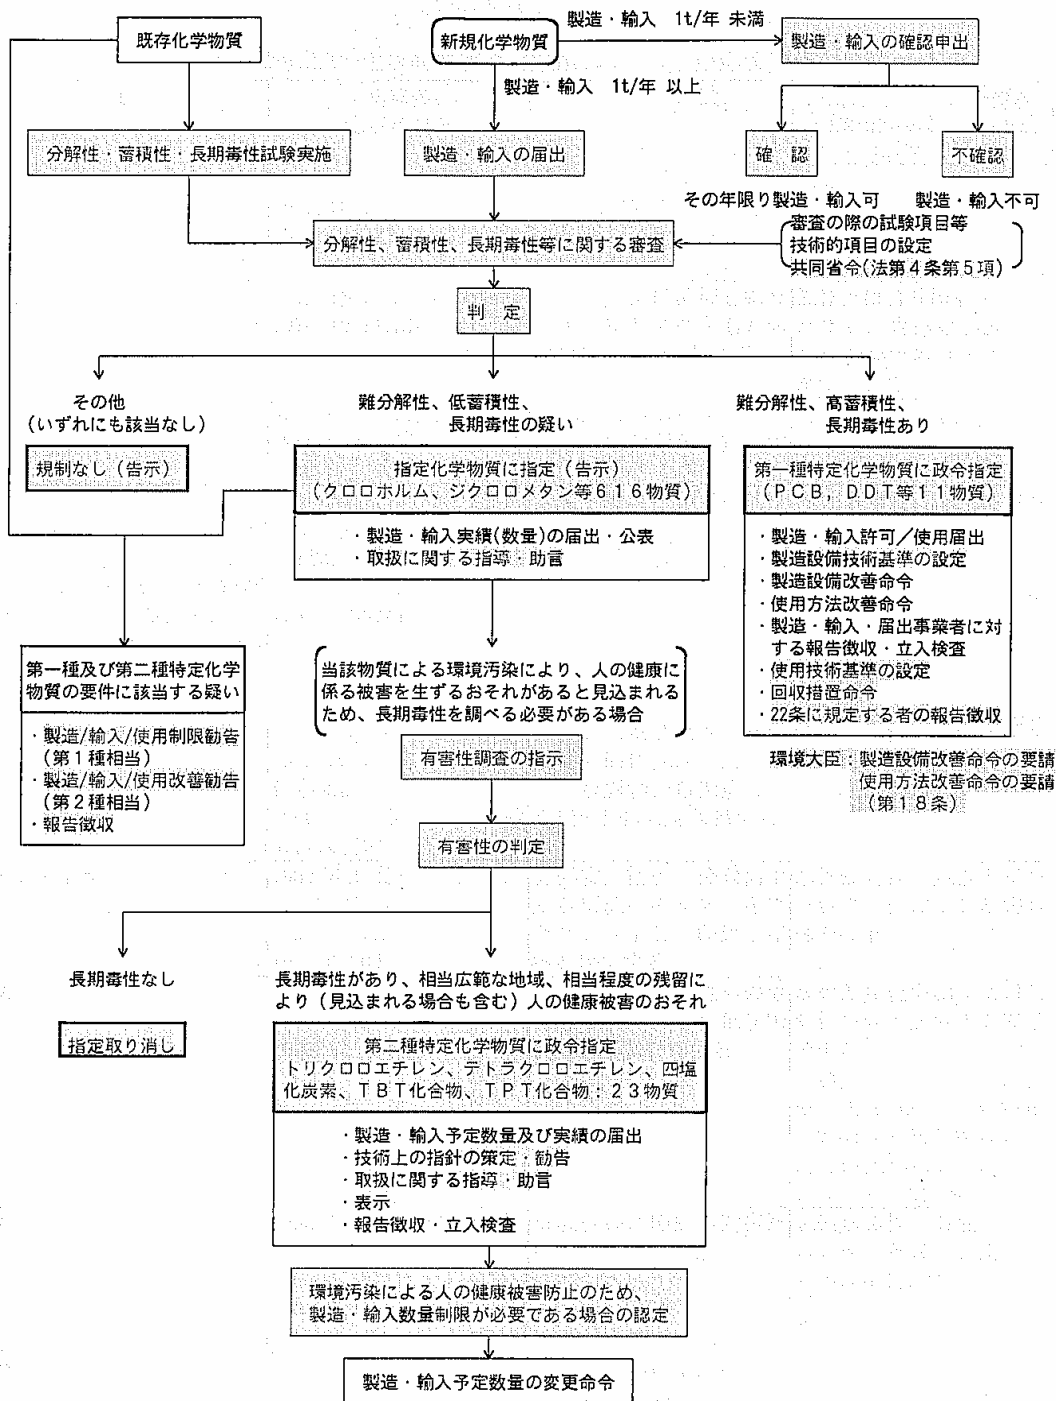 既存化学物質
新規化学物質
製造・輸入 1t/年 未満
製造・輸入の確認申出
製造・輸入 1t/年 以上
分解性・蓄積性・長期毒性試験実施
製造・輸入の届出
確 認
不確認
その年限り製造・輸入可
製造・輸入不可
分解性、蓄積性、長期毒性等に関する審査
審査の際の試験項目等
技術的項目の設定
共同省令(法第4条第5項)
判 定
その他
(いずれにも該当なし)
規制なし(告示)
難分解性、低蓄積性、
長期毒性の疑い
指定化学物質に指定(告示)
(クロロホルム、ジクロロメタン等616物質)
・製造・輸入実績(数量)の届出・公表
・取扱に関する指導・助言
難分解性、高蓄積性、
長期毒性あり
第一種特定化学物質に政令指定
(PCB, DDT等11物質)
・製造・輸入許可/使用届出
・製造設備技術基準の設定
・製造設備改善命令
・使用方法改善命令
・製造・輸入・届出事業者に対
する報告徴収・立入検査
・使用技術基準の設定
・回収措置命令
・22条に規定する者の報告徴収
環境大臣:製造設備改善命令の要請
使用方法改善命令の要請
(第18条)
第一種及び第二種特定化学
物質の要件に該当する疑い
・製造/輸入/使用制限勧告
(第1種相当)
・製造/輸入/使用改善勧告
(第2種相当)
・報告徴収
当該物質による環境汚染により、人の健康に
係る被害を生ずるおそれがあると見込まれる
ため、長期毒性を調べる必要がある場合
有害性調査の指示
有害性の判定
長期毒性なし
指定取り消し
長期毒性があり、相当広範な地域、相当程度の残留に
より(見込まれる場合も含む)人の健康被害のおそれ
第二種特定化学物質に政令指定
トリクロロエチレン、テトラクロロエチレン、四塩
化炭素、TBT化合物、TPT化合物:23物質
・製造・輸入予定数量及び実績の届出
・技術上の指針の策定・勧告
・取扱に関する指導・助言
・表示
・報告徴収・立入検査
環境汚染による人の健康被害防止のため、
製造・輸入数量制限が必要である場合の認定
製造・輸入予定数量の変更命令